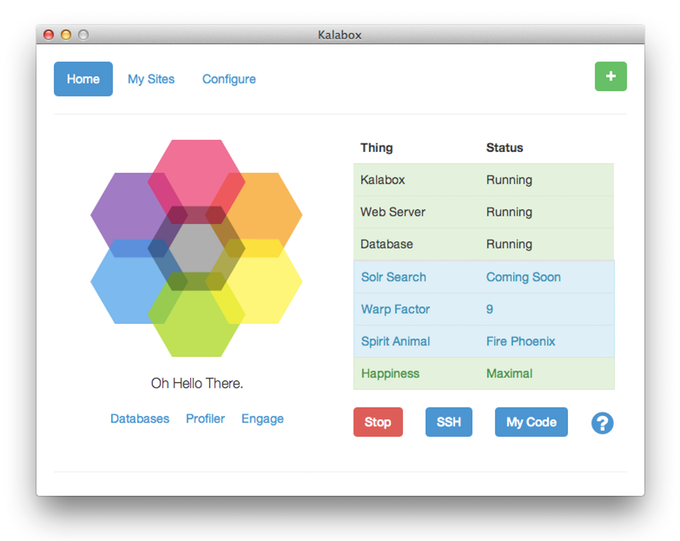 Kalabox
Home My Sites Configure +
Thing Status
Kalabox Running
Web Server Running
Database Running
Solr Search Coming Soon
Warp Factor 9
Spirit Animal Fire Phoenix
Happiness Maximal
Oh Hello There.
Databases Profiler Engage
Stop SSH My Code ?